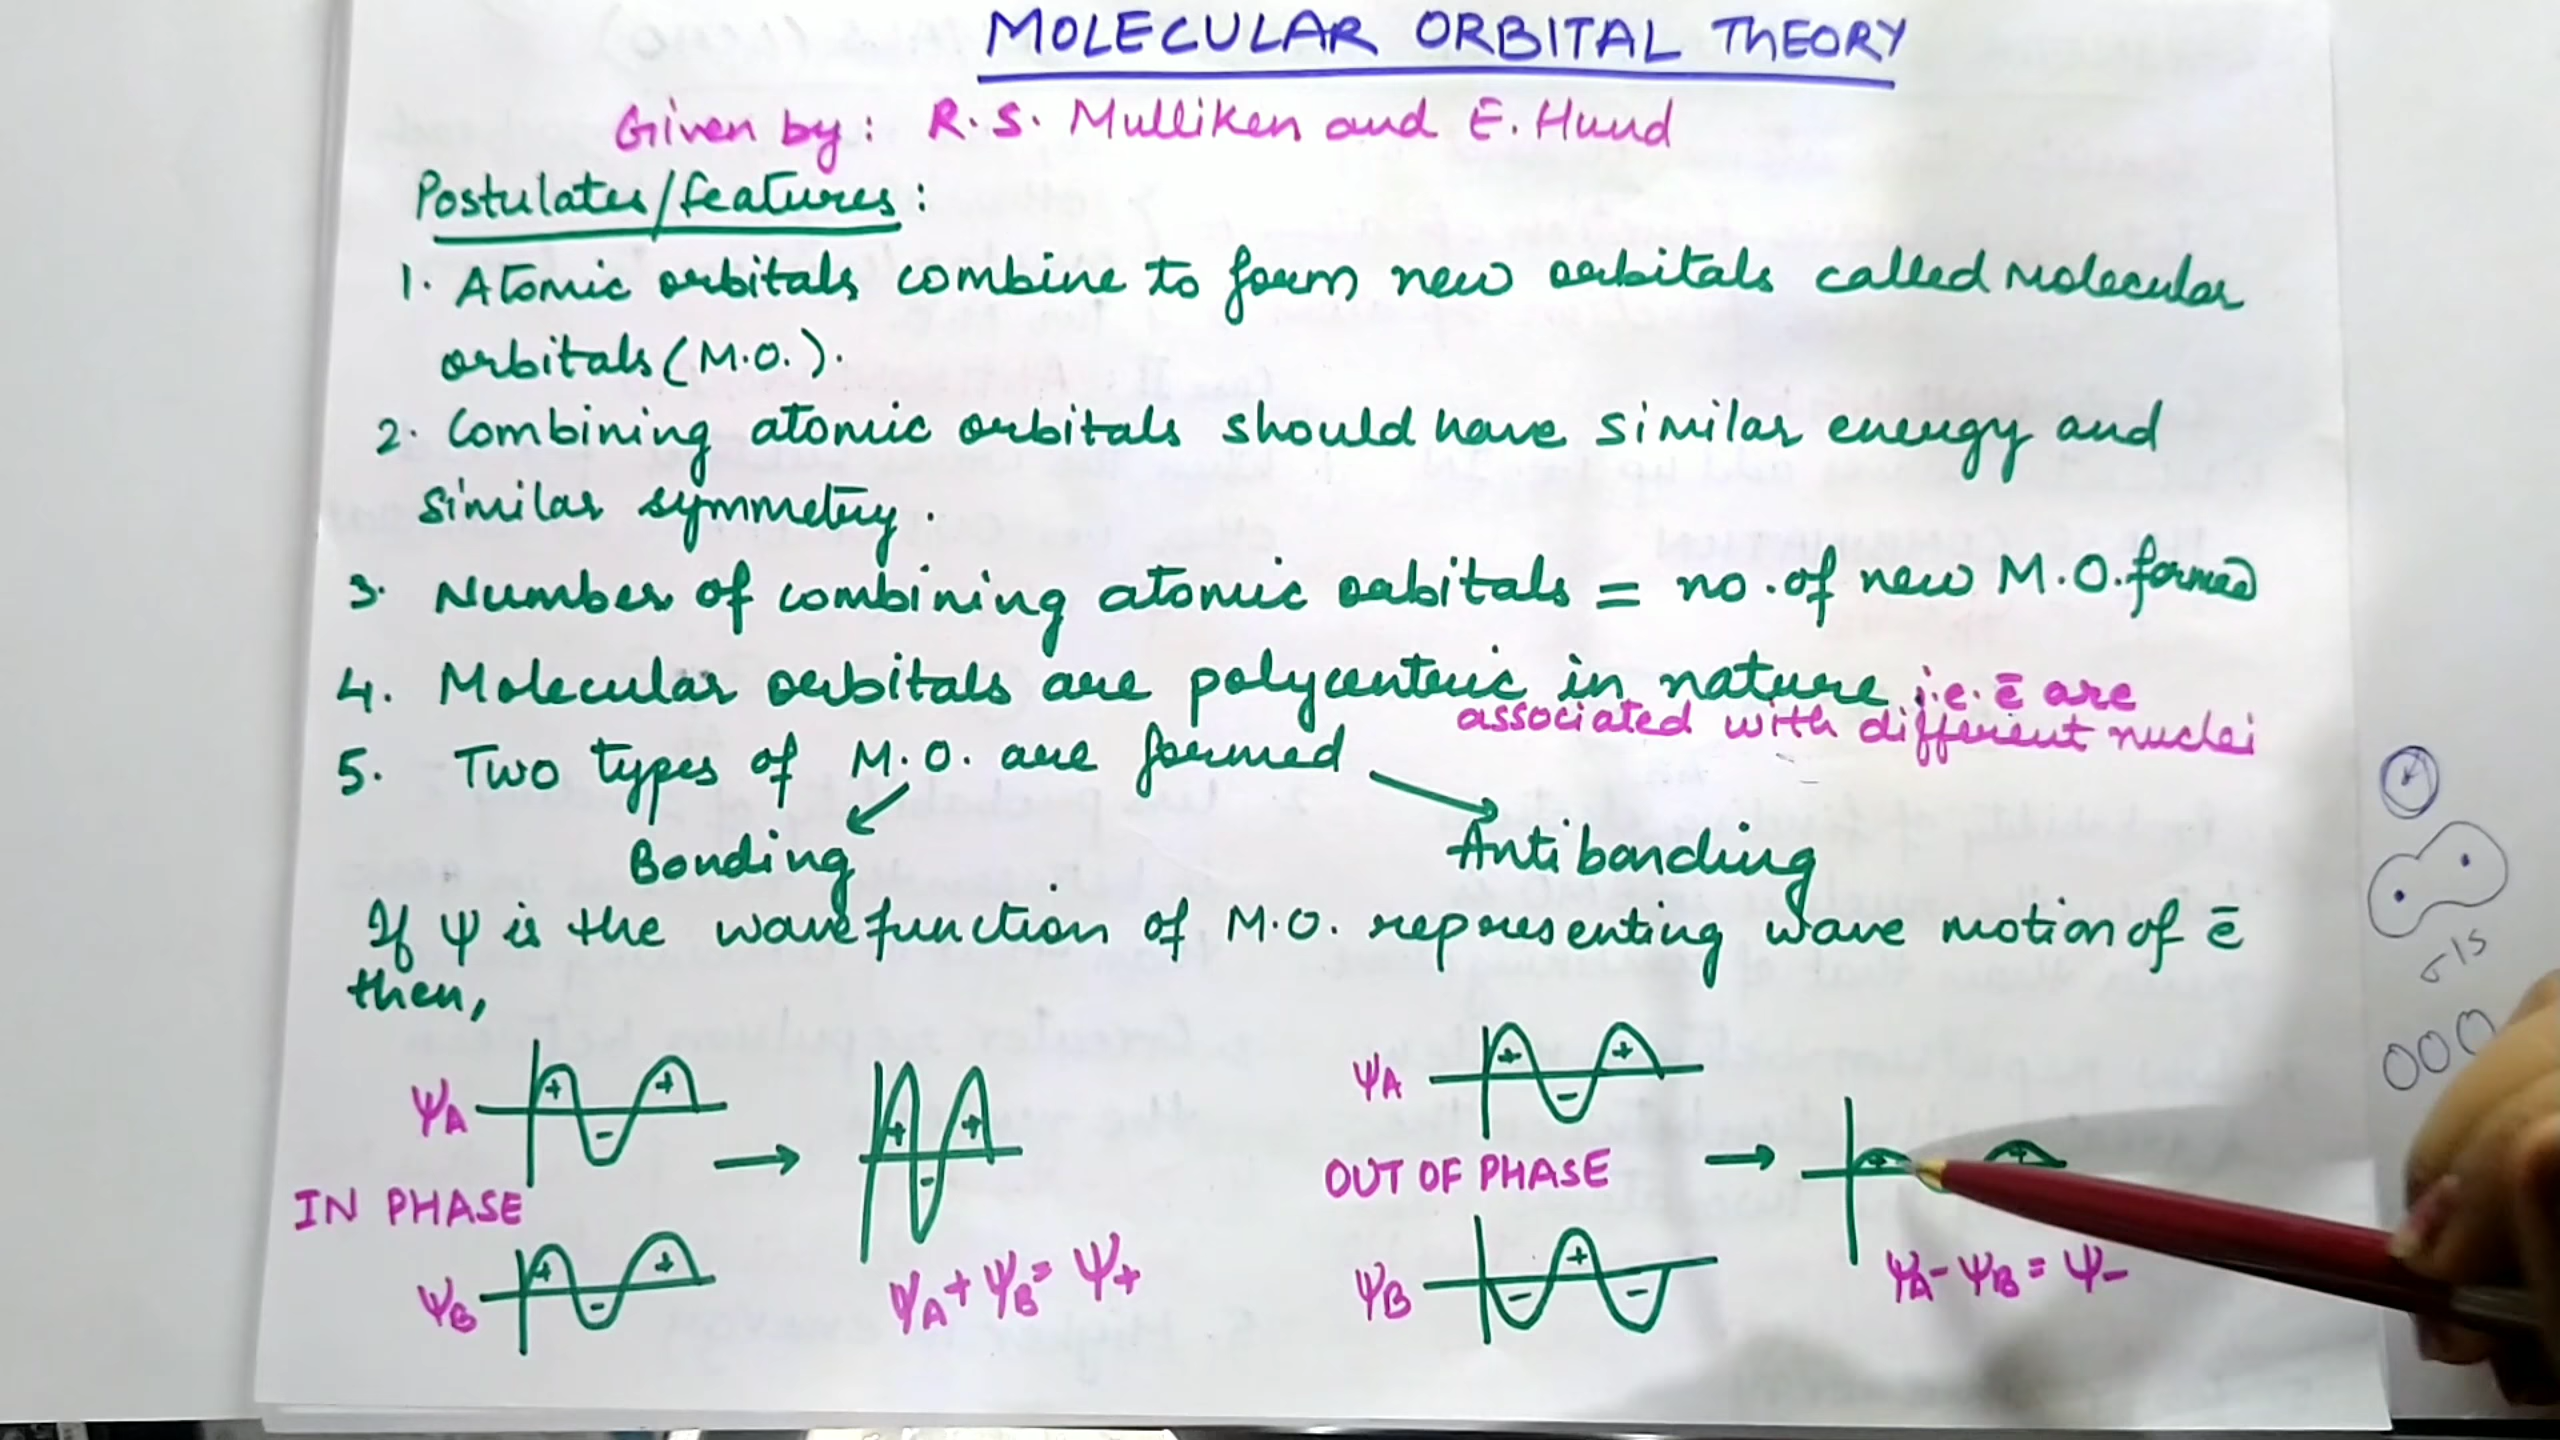 MOLECULAR ORBITAL THEORY
Given by: R.S. Mulliken and E. Hund
Postulates/features:
1. Atomic orbitals combine to form new orbitals called Molecular
orbitals (M.O.).
2. Combining atomic orbitals should have similar energy and
similar symmetry.
3. Number of combining atomic orbitals = no. of new M.O. formed
4. Molecular orbitals are polycentric in nature i.e. ē are
associated with different nuclei
5. Two types of M.O. are formed
Bonding Antibonding
If ψ is the wave function of M.O. representing wave motion of ē
then,
ψA + - +
IN PHASE
ψB + - +
+ - +
ψA + ψB = ψ+
ψA + - +
OUT OF PHASE
ψB - + -
+ +
ψA - ψB = ψ-
σ1s